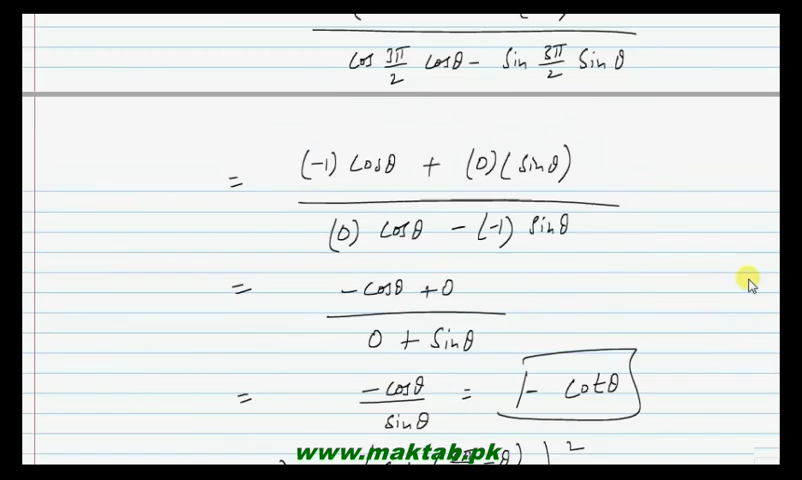 cos 3π/2 cosθ - sin 3π/2 sinθ
= (-1) cosθ + (0)(sinθ)
(0) cosθ - (-1) sinθ
= -cosθ + 0
0 + sinθ
= -cosθ / sinθ = - cotθ
www.maktab.pk